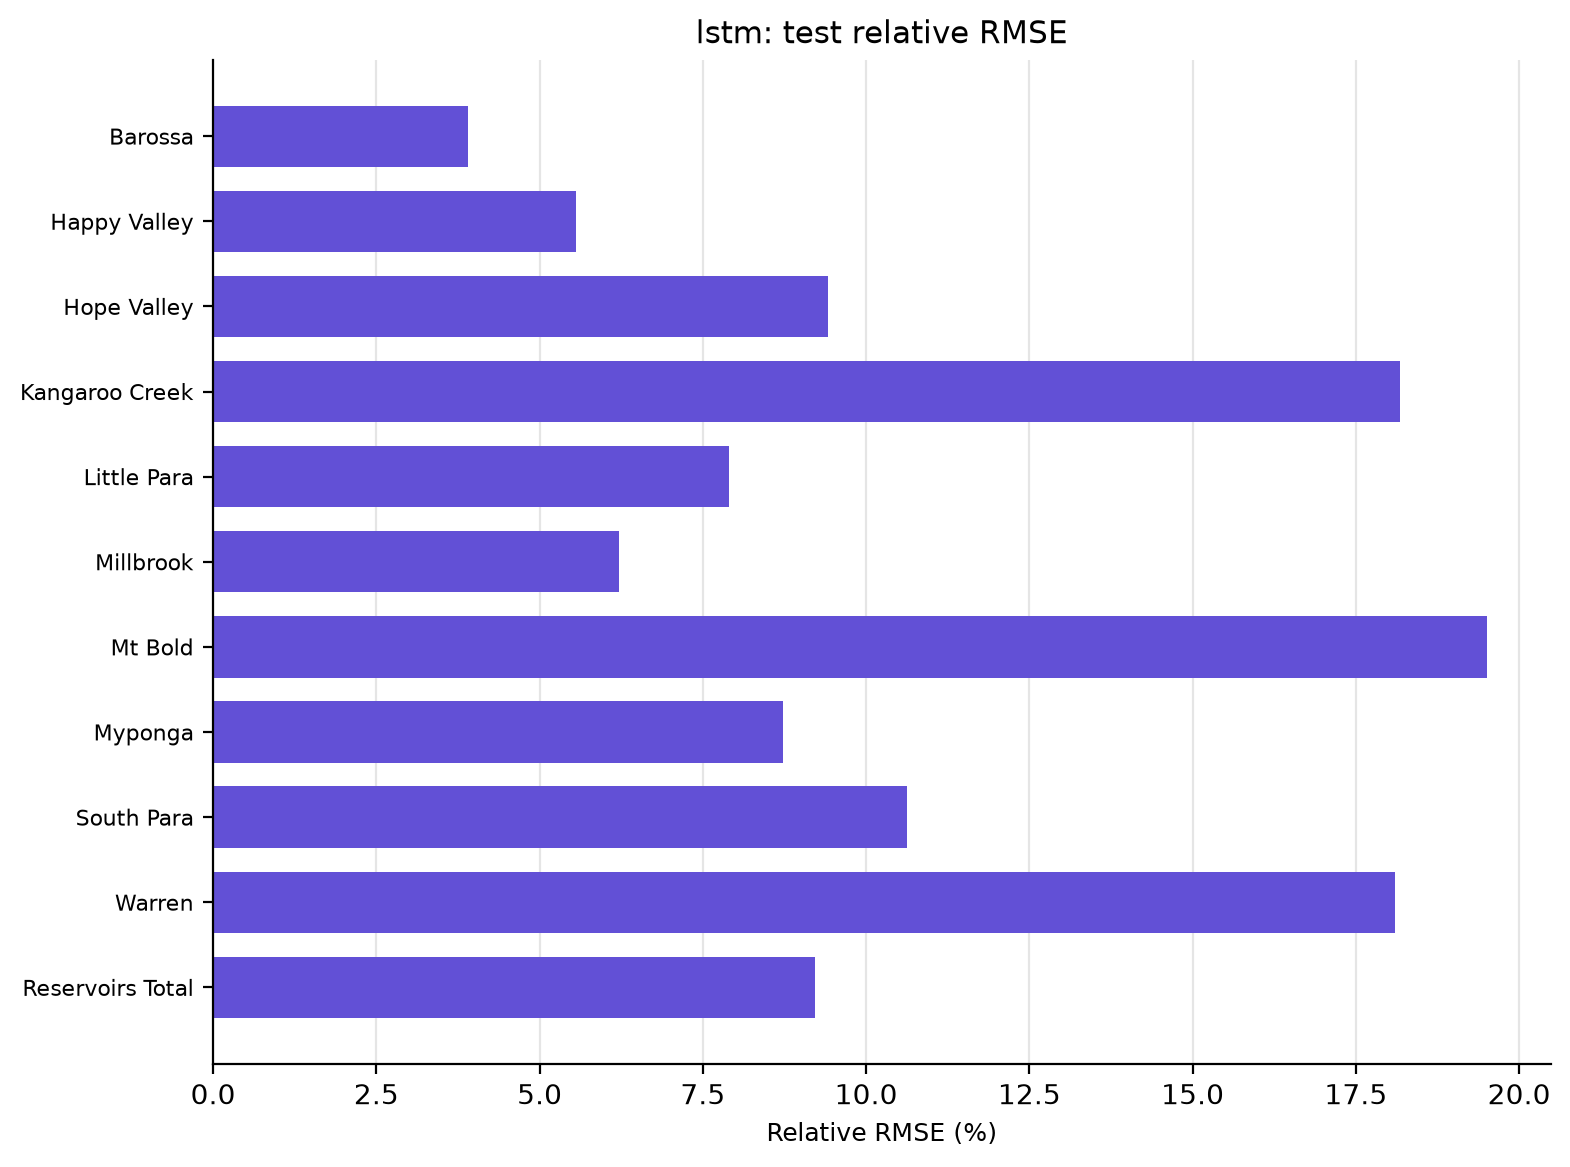 lstm: test relative RMSE
Barossa
Happy Valley
Hope Valley
Kangaroo Creek
Little Para
Millbrook
Mt Bold
Myponga
South Para
Warren
Reservoirs Total
0.0 2.5 5.0 7.5 10.0 12.5 15.0 17.5 20.0
Relative RMSE (%)